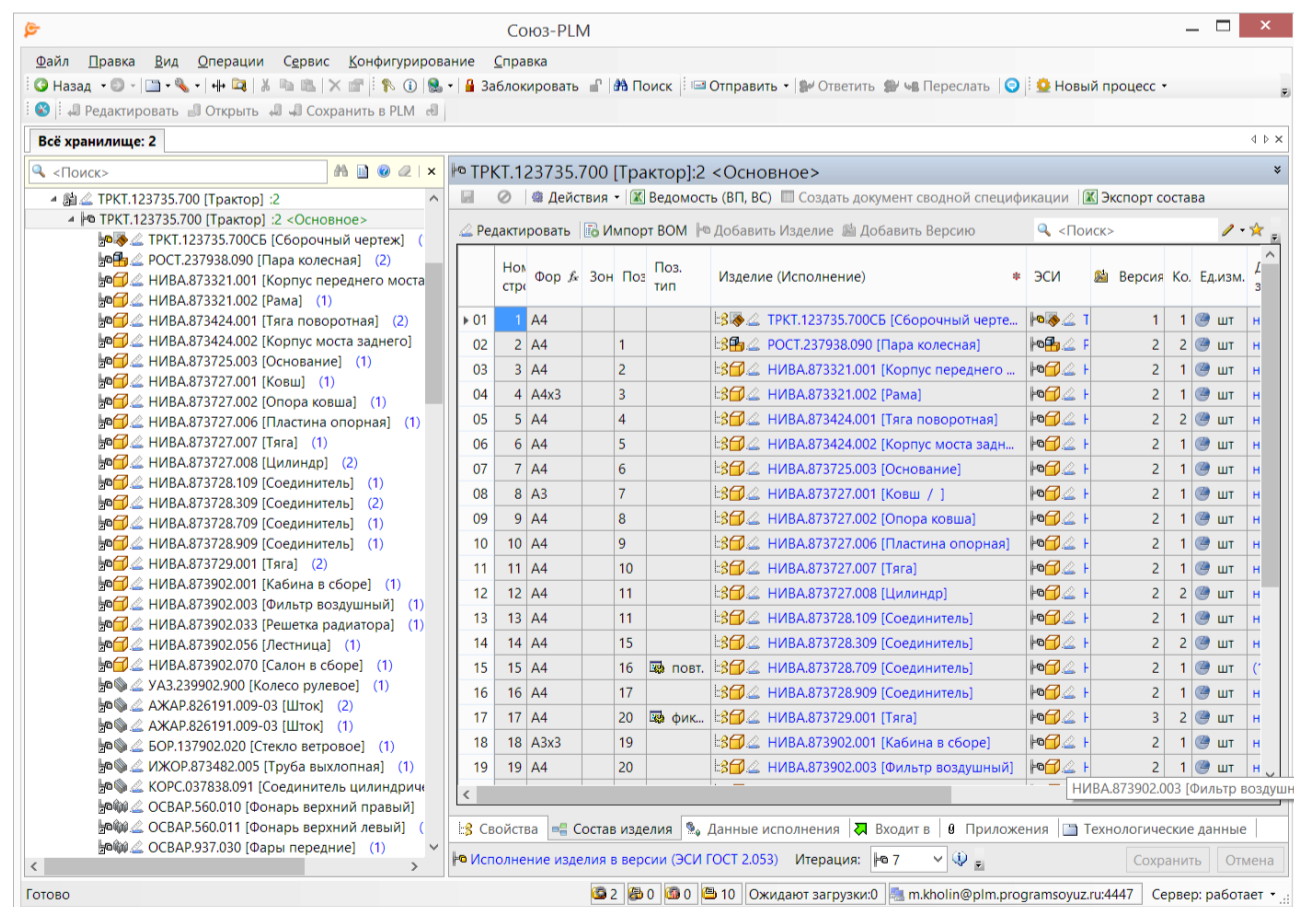 Союз-PLM
Файл Правка Вид Операции Сервис Конфигурирование Справка
Назад Заблокировать Поиск Отправить Ответить Переслать Новый процесс
Редактировать Открыть Сохранить в PLM
Всё хранилище: 2
<Поиск>
ТРКТ.123735.700 [Трактор] :2
ТРКТ.123735.700 [Трактор] :2 <Основное>
ТРКТ.123735.700СБ [Сборочный чертеж] (
РОСТ.237938.090 [Пара колесная] (2)
НИВА.873321.001 [Корпус переднего моста
НИВА.873321.002 [Рама] (1)
НИВА.873424.001 [Тяга поворотная] (2)
НИВА.873424.002 [Корпус моста заднего]
НИВА.873725.003 [Основание] (1)
НИВА.873727.001 [Ковш] (1)
НИВА.873727.002 [Опора ковша] (1)
НИВА.873727.006 [Пластина опорная] (1)
НИВА.873727.007 [Тяга] (1)
НИВА.873727.008 [Цилиндр] (2)
НИВА.873728.109 [Соединитель] (1)
НИВА.873728.309 [Соединитель] (2)
НИВА.873728.709 [Соединитель] (1)
НИВА.873728.909 [Соединитель] (1)
НИВА.873729.001 [Тяга] (2)
НИВА.873902.001 [Кабина в сборе] (1)
НИВА.873902.003 [Фильтр воздушный] (1)
НИВА.873902.033 [Решетка радиатора] (1)
НИВА.873902.056 [Лестница] (1)
НИВА.873902.070 [Салон в сборе] (1)
УАЗ.239902.900 [Колесо рулевое] (1)
АЖАР.826191.009-03 [Шток] (2)
АЖАР.826191.009-03 [Шток] (1)
БОР.137902.020 [Стекло ветровое] (1)
ИЖОР.873482.005 [Труба выхлопная] (1)
КОРС.037838.091 [Соединитель цилиндриче
ОСВАР.560.010 [Фонарь верхний правый]
ОСВАР.560.011 [Фонарь верхний левый] (
ОСВАР.937.030 [Фары передние] (1)
ТРКТ.123735.700 [Трактор]:2 <Основное>
Действия Ведомость (ВП, ВС) Создать документ сводной спецификации Экспорт состава
Редактировать Импорт BOM Добавить Изделие Добавить Версию <Поиск>
Ном стро Фор fx Зон Поз Поз. тип Изделие (Исполнение) * ЭСИ Версия Ко. Ед.изм.
01 1 А4 ТРКТ.123735.700СБ [Сборочный черте... Т 1 1 шт н
02 2 А4 1 РОСТ.237938.090 [Пара колесная] Р 2 2 шт н
03 3 А4 2 НИВА.873321.001 [Корпус переднего ... Н 2 1 шт н
04 4 А4х3 3 НИВА.873321.002 [Рама] Н 2 1 шт н
05 5 А4 4 НИВА.873424.001 [Тяга поворотная] Н 2 2 шт н
06 6 А4 5 НИВА.873424.002 [Корпус моста задн... Н 2 1 шт н
07 7 А4 6 НИВА.873725.003 [Основание] Н 2 1 шт н
08 8 А3 7 НИВА.873727.001 [Ковш / ] Н 2 1 шт н
09 9 А4 8 НИВА.873727.002 [Опора ковша] Н 2 1 шт н
10 10 А4 9 НИВА.873727.006 [Пластина опорная] Н 2 1 шт н
11 11 А4 10 НИВА.873727.007 [Тяга] Н 2 1 шт н
12 12 А4 11 НИВА.873727.008 [Цилиндр] Н 2 2 шт н
13 13 А4 11 НИВА.873728.109 [Соединитель] Н 2 1 шт н
14 14 А4 15 НИВА.873728.309 [Соединитель] Н 2 2 шт н
15 15 А4 16 повт. НИВА.873728.709 [Соединитель] Н 2 1 шт (
16 16 А4 17 НИВА.873728.909 [Соединитель] Н 2 1 шт н
17 17 А4 20 фик... НИВА.873729.001 [Тяга] Н 3 2 шт н
18 18 А3х3 19 НИВА.873902.001 [Кабина в сборе] Н 2 1 шт н
19 19 А4 20 НИВА.873902.003 [Фильтр воздушный] Н 2 1 шт н
НИВА.873902.003 [Фильтр воздушн
Свойства Состав изделия Данные исполнения Входит в Приложения Технологические данные
Исполнение изделия в версии (ЭСИ ГОСТ 2.053) Итерация: 7 Сохранить Отмена
Готово 2 0 0 10 Ожидают загрузки:0 m.kholin@plm.programsoyuz.ru:4447 Сервер: работает